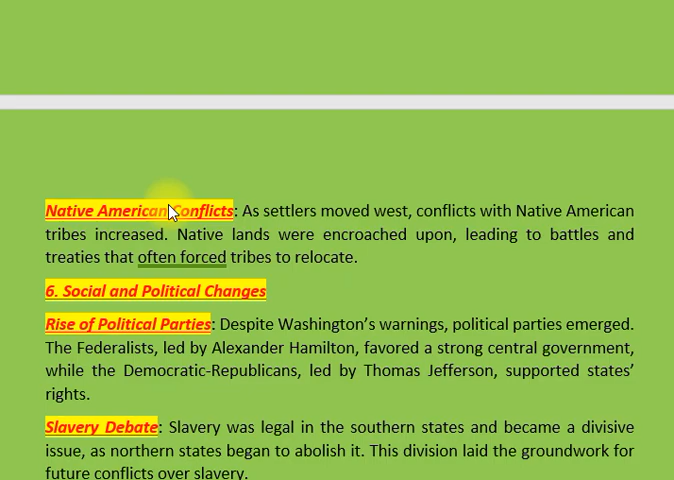 Native American Conflicts: As settlers moved west, conflicts with Native American
tribes increased. Native lands were encroached upon, leading to battles and
treaties that often forced tribes to relocate.
6. Social and Political Changes
Rise of Political Parties: Despite Washington’s warnings, political parties emerged.
The Federalists, led by Alexander Hamilton, favored a strong central government,
while the Democratic-Republicans, led by Thomas Jefferson, supported states’
rights.
Slavery Debate: Slavery was legal in the southern states and became a divisive
issue, as northern states began to abolish it. This division laid the groundwork for
future conflicts over slavery.